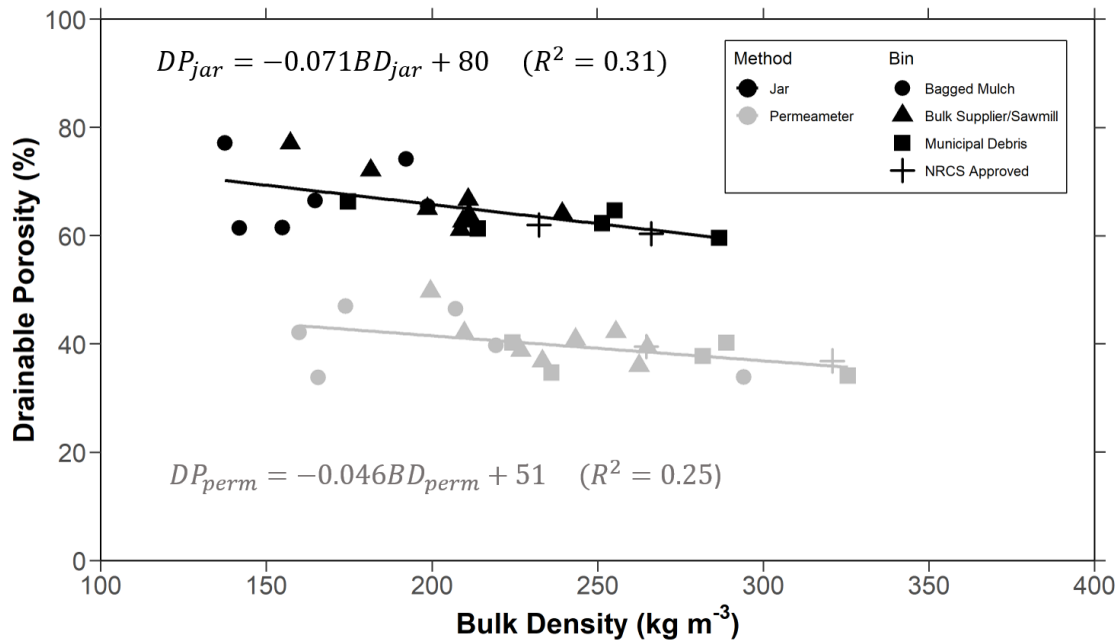 100
80
60
40
20
0
Drainable Porosity (%)
DP_jar = −0.071BD_jar + 80 (R² = 0.31)
Method
Jar
Permeameter
Bin
Bagged Mulch
Bulk Supplier/Sawmill
Municipal Debris
NRCS Approved
DP_perm = −0.046BD_perm + 51 (R² = 0.25)
100 150 200 250 300 350 400
Bulk Density (kg m⁻³)